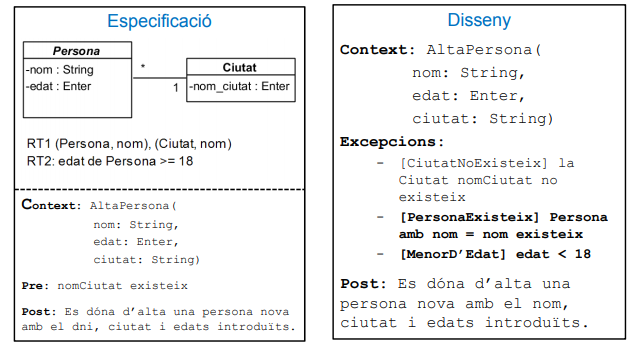 Especificació
Persona
-nom : String
-edat : Enter
*
1
Ciutat
-nom_ciutat : Enter
RT1 (Persona, nom), (Ciutat, nom)
RT2: edat de Persona >= 18
Context: AltaPersona(
nom: String,
edat: Enter,
ciutat: String)
Pre: nomCiutat existeix
Post: Es dóna d'alta una persona nova
amb el dni, ciutat i edats introduïts.
Disseny
Context: AltaPersona(
nom: String,
edat: Enter,
ciutat: String)
Excepcions:
- [CiutatNoExisteix] la
Ciutat nomCiutat no
existeix
- [PersonaExisteix] Persona
amb nom = nom existeix
- [MenorD'Edat] edat < 18
Post: Es dóna d'alta una
persona nova amb el nom,
ciutat i edats introduïts.